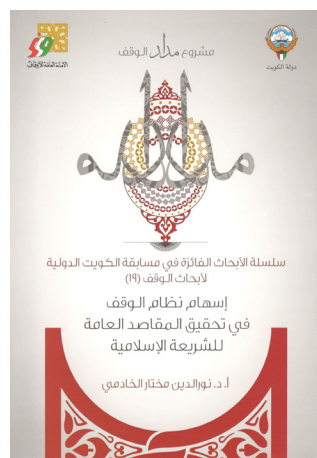 مشروع مداد الوقف
دولة الكويت
الأمانة العامة للأوقاف
سلسلة الأبحاث الفائزة في مسابقة الكويت الدولية
لأبحاث الوقف (١٩)
إسهام نظام الوقف
في تحقيق المقاصد العامة
للشريعة الإسلامية
أ. د. نورالدين مختار الخادمي